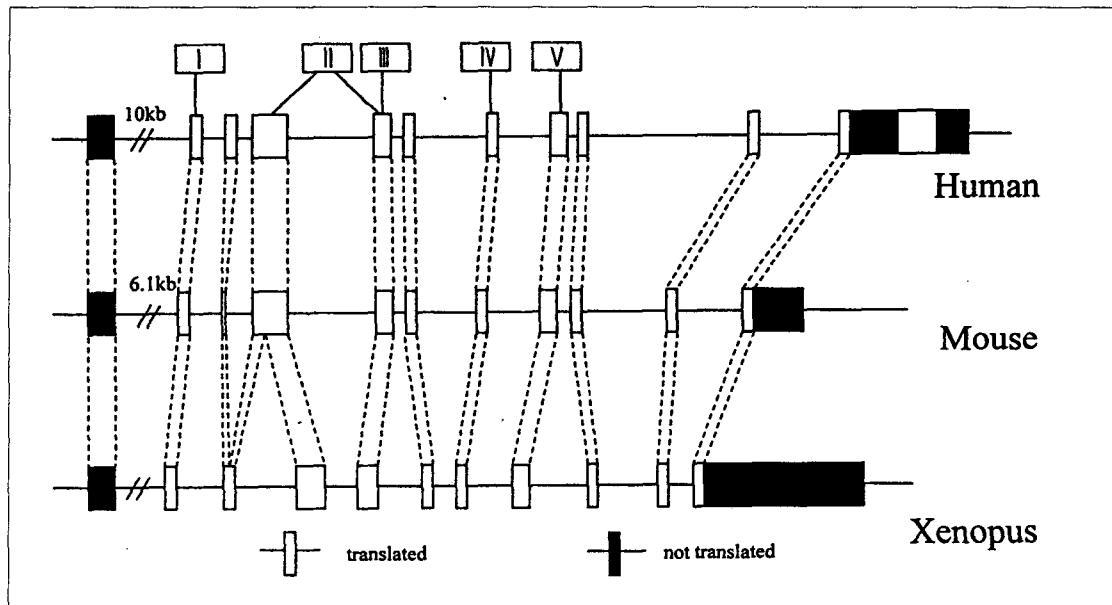 I II III IV V
10kb
Human
6.1kb
Mouse
Xenopus
translated not translated